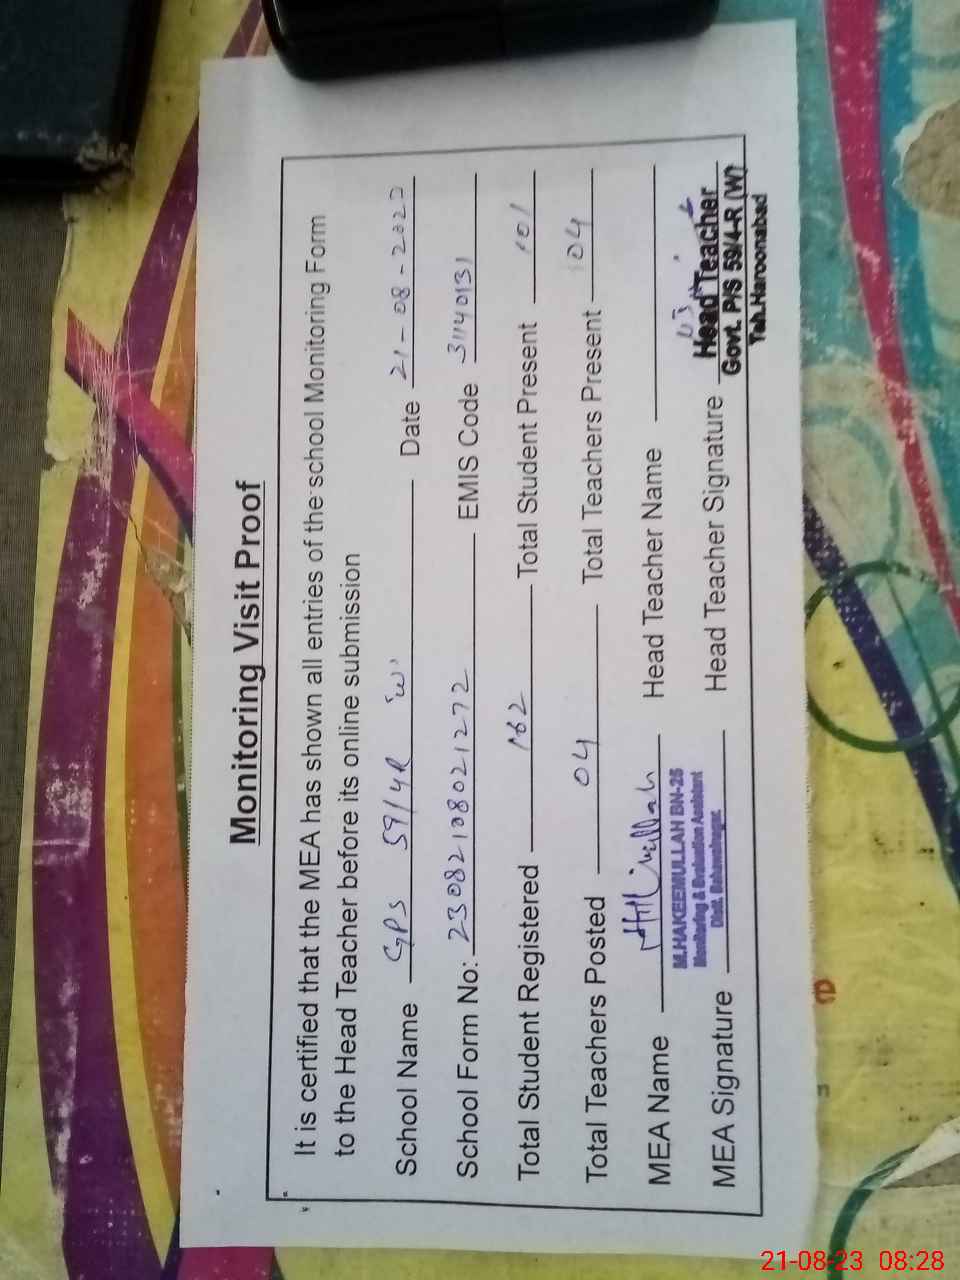 Monitoring Visit Proof
It is certified that the MEA has shown all entries of the school Monitoring Form
to the Head Teacher before its online submission
School Name GPS 59/4R 'W' Date 21-08-2023
School Form No: 23082108021272 EMIS Code 31140131
Total Student Registered 162 Total Student Present 101
Total Teachers Posted 04 Total Teachers Present 04
MEA Name Head Teacher Name
M.HAKEEMULLAH BN-25
Monitoring & Evaluation Assistant
Distt. Bahawalnagar
MEA Signature Head Teacher Signature
Head Teacher
Govt. P/S 59/4-R (W)
Teh.Haroonabad
21-08-23 08:28